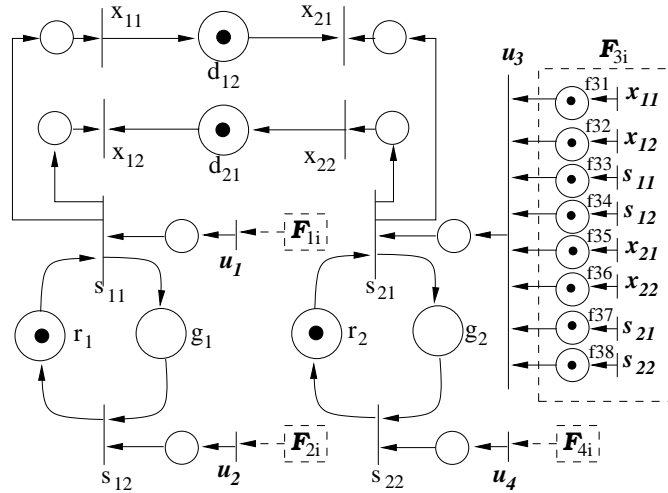 x11 x21
u3 F3i
d12
f31 x11
f32 x12
x12 d21 x22
f33 s11
f34 s12
F1i
f35 x21
u1
s11 s21
f36 x22
r1 g1 r2 g2
f37 s21
f38 s22
F2i F4i
u2 u4
s12 s22